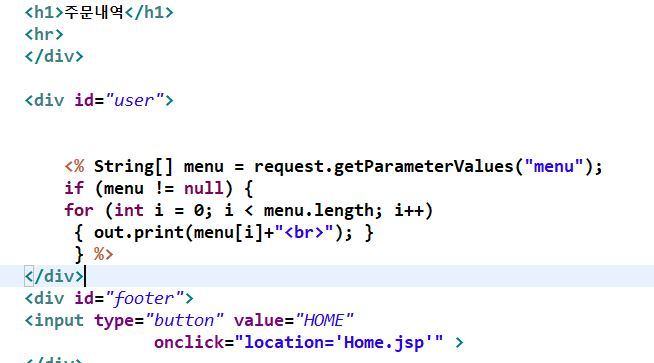 <h1>주문내역</h1>
<hr>
</div>
<div id="user">
<% String[] menu = request.getParameterValues("menu");
if (menu != null) {
for (int i = 0; i < menu.length; i++)
{ out.print(menu[i]+"<br>"); }
} %>
</div>
<div id="footer">
<input type="button" value="HOME"
onclick="location='Home.jsp'" >
</div>